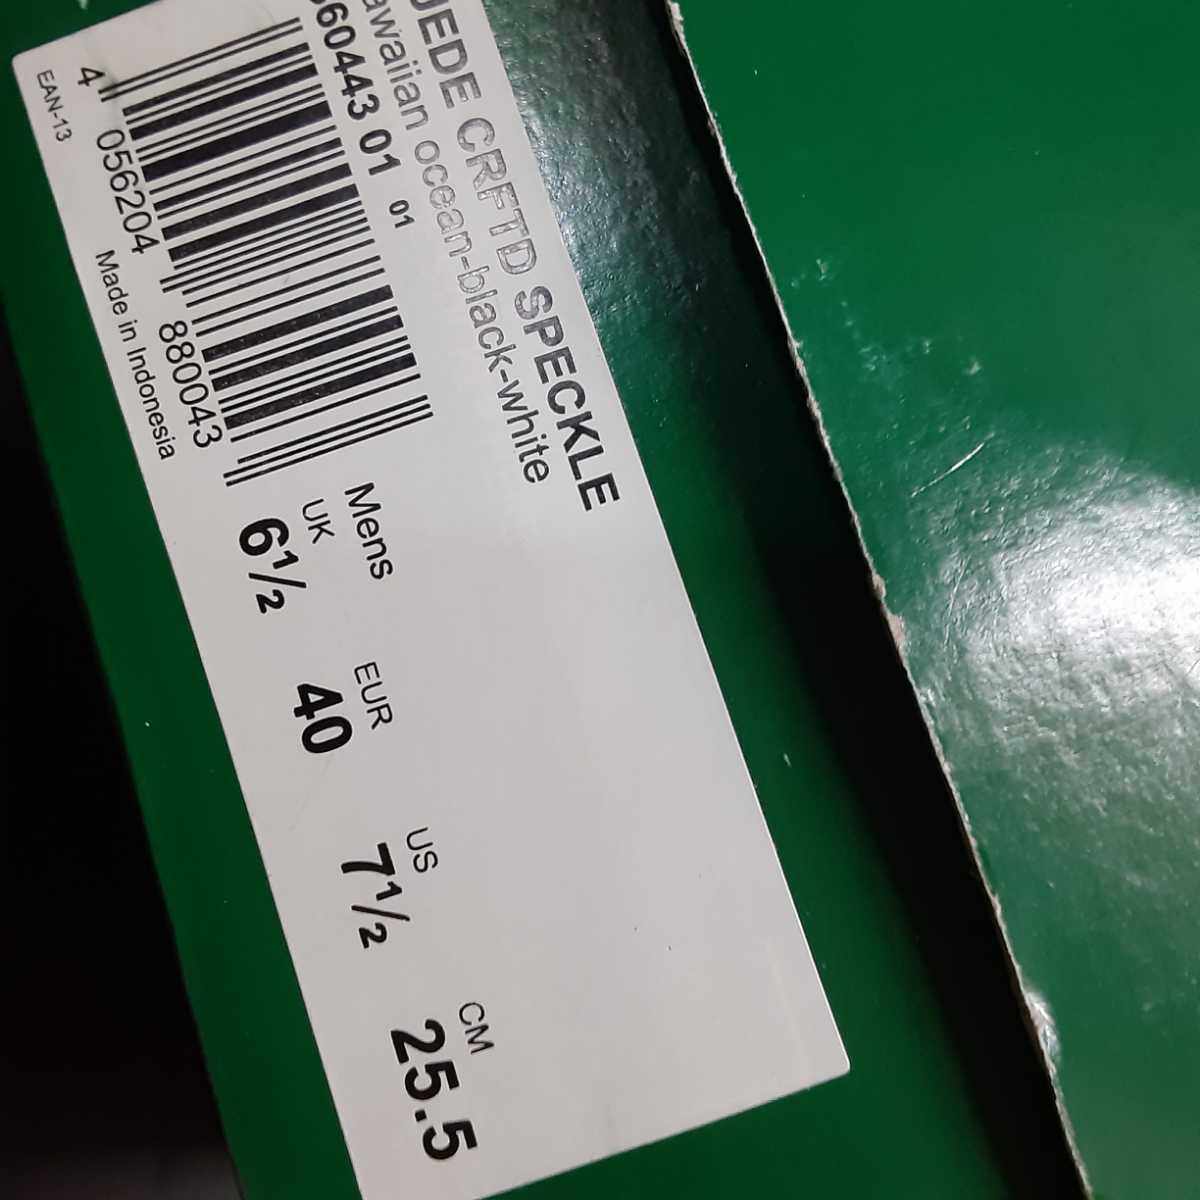 UEDE CRFTD SPECKLE
awaiian ocean-black-white
360443 01 01
4 056204 880043
EAN-13
Made in Indonesia
Mens
UK EUR US CM
6½ 40 7½ 25.5